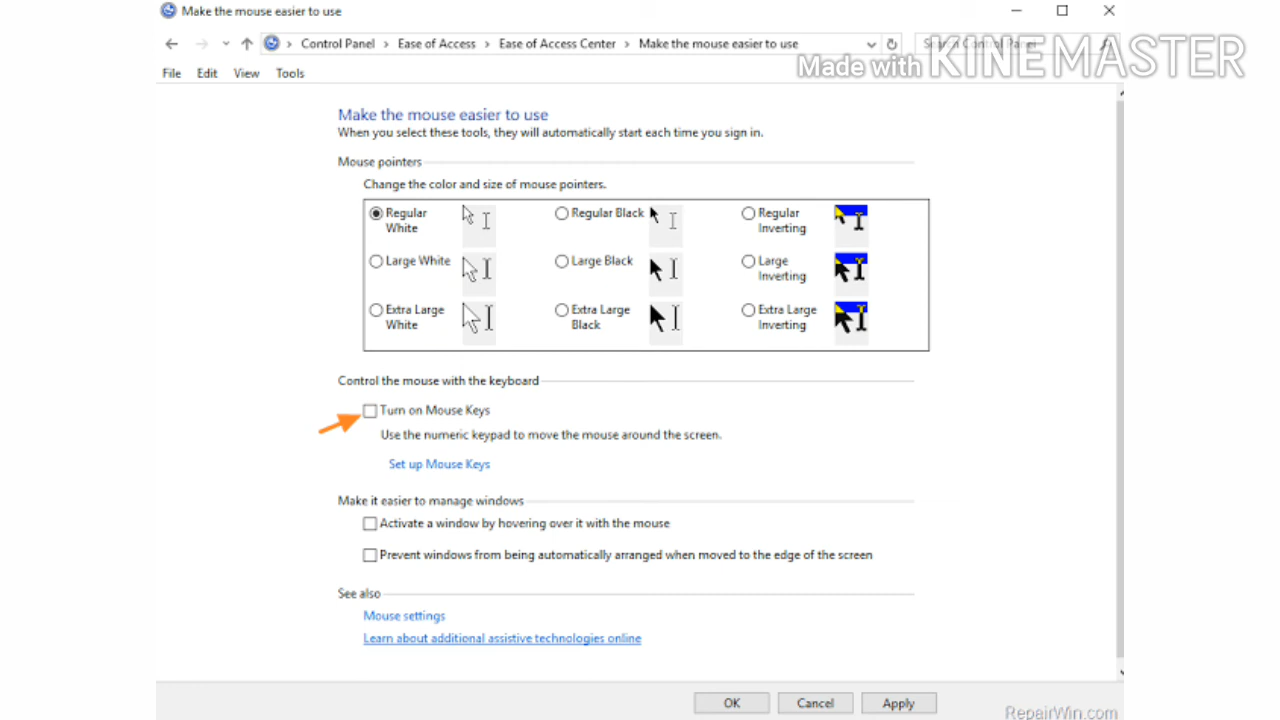 Make the mouse easier to use
Control Panel > Ease of Access > Ease of Access Center > Make the mouse easier to use
Search Control Panel
Made with KINEMASTER
File Edit View Tools
Make the mouse easier to use
When you select these tools, they will automatically start each time you sign in.
Mouse pointers
Change the color and size of mouse pointers.
Regular White
Regular Black
Regular Inverting
Large White
Large Black
Large Inverting
Extra Large White
Extra Large Black
Extra Large Inverting
Control the mouse with the keyboard
Turn on Mouse Keys
Use the numeric keypad to move the mouse around the screen.
Set up Mouse Keys
Make it easier to manage windows
Activate a window by hovering over it with the mouse
Prevent windows from being automatically arranged when moved to the edge of the screen
See also
Mouse settings
Learn about additional assistive technologies online
OK Cancel Apply
RepairWin.com